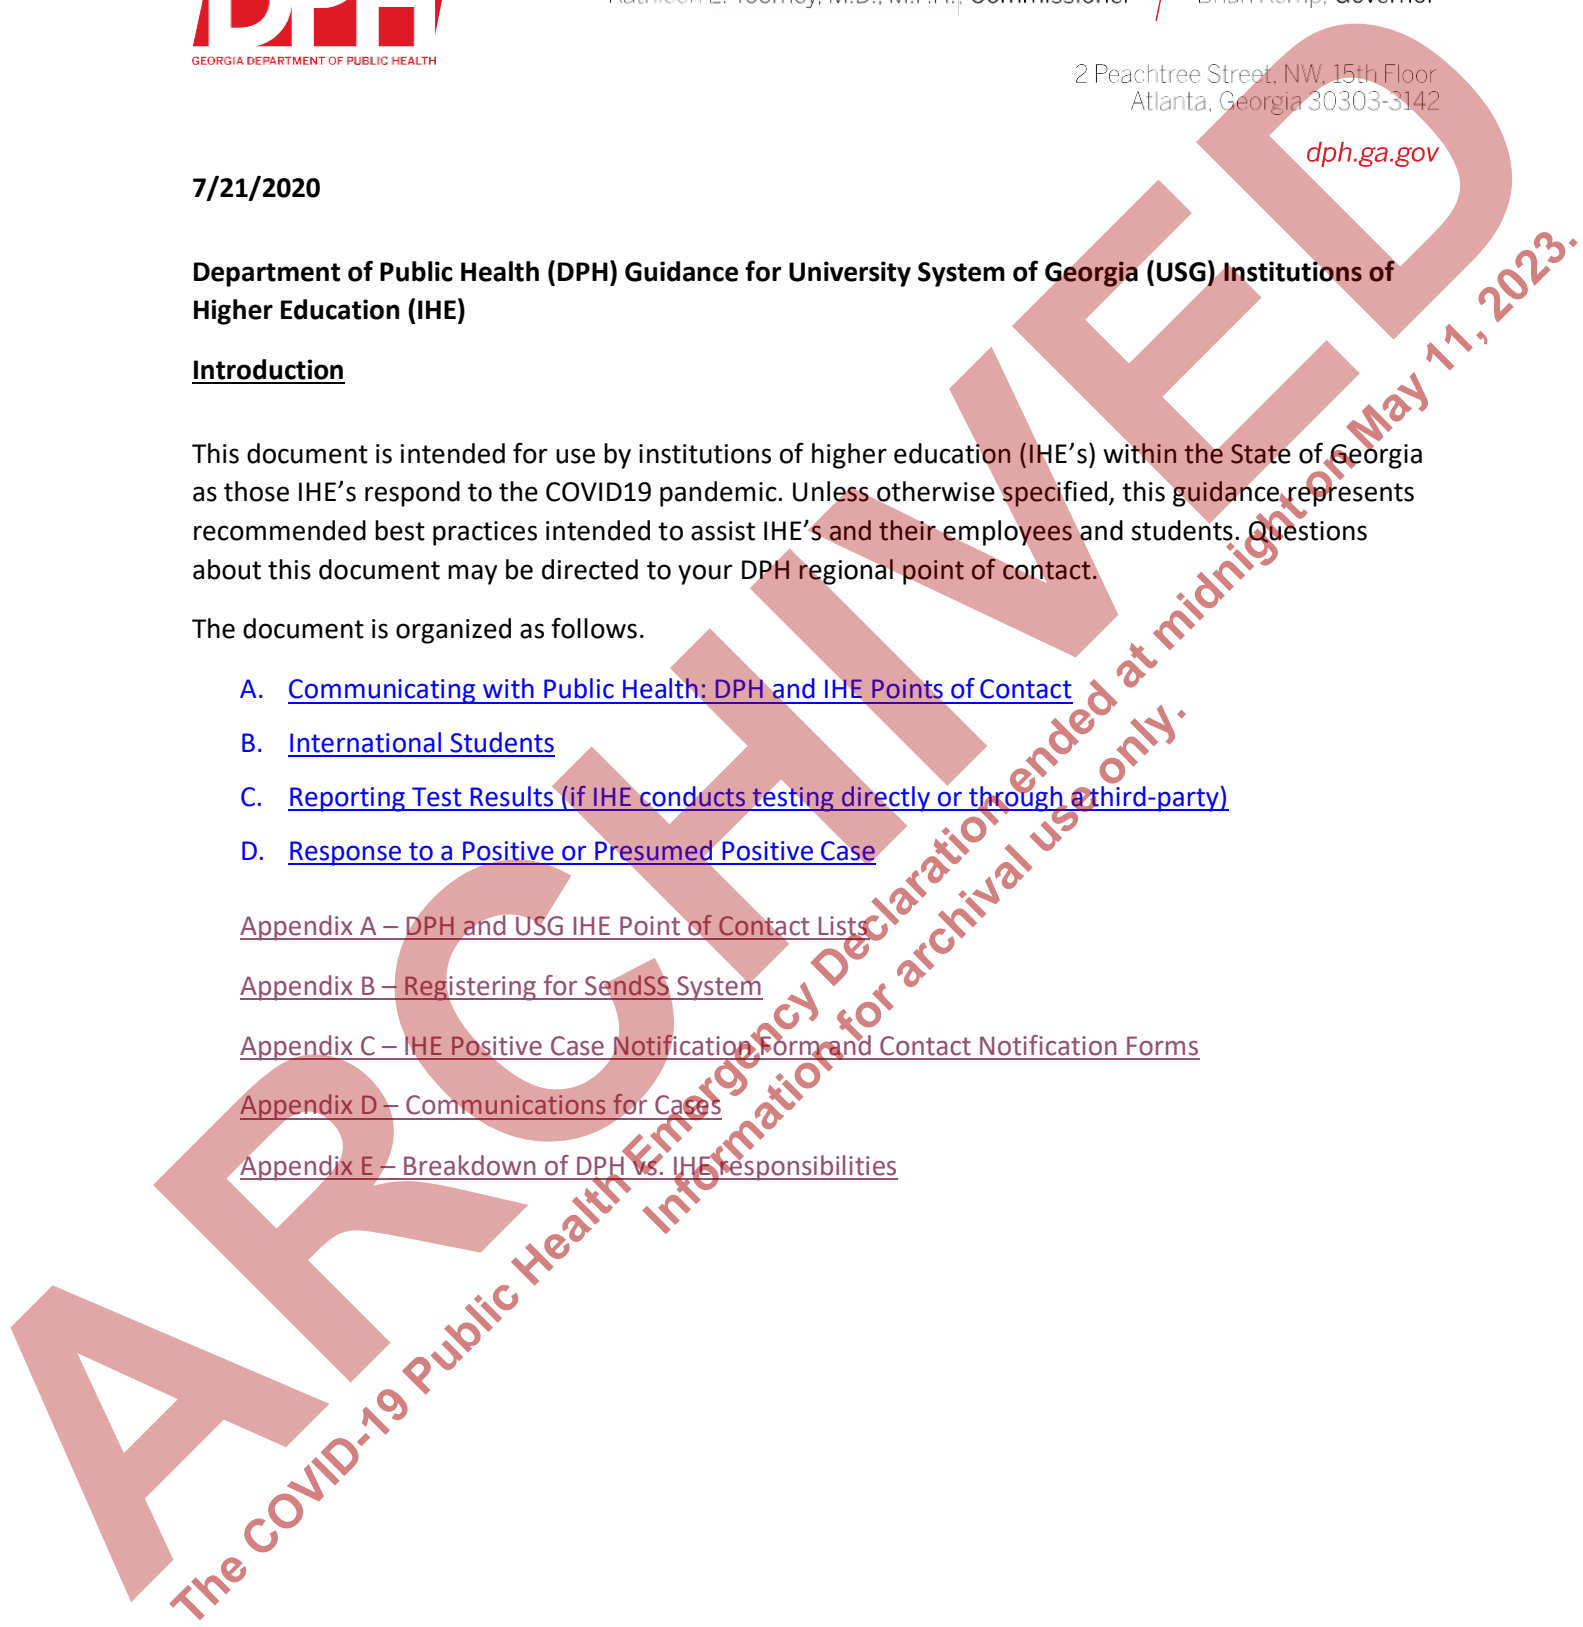 DPH
Kathleen E. Toomey, M.D., M.P.H., Commissioner / Brian Kemp, Governor
GEORGIA DEPARTMENT OF PUBLIC HEALTH
2 Peachtree Street, NW, 15th Floor
Atlanta, Georgia 30303-3142
dph.ga.gov
7/21/2020
Department of Public Health (DPH) Guidance for University System of Georgia (USG) Institutions of
Higher Education (IHE)
Introduction
This document is intended for use by institutions of higher education (IHE’s) within the State of Georgia
as those IHE’s respond to the COVID19 pandemic. Unless otherwise specified, this guidance represents
recommended best practices intended to assist IHE’s and their employees and students. Questions
about this document may be directed to your DPH regional point of contact.
The document is organized as follows.
A. Communicating with Public Health: DPH and IHE Points of Contact
B. International Students
C. Reporting Test Results (if IHE conducts testing directly or through a third-party)
D. Response to a Positive or Presumed Positive Case
Appendix A – DPH and USG IHE Point of Contact Lists
Appendix B – Registering for SendSS System
Appendix C – IHE Positive Case Notification Form and Contact Notification Forms
Appendix D – Communications for Cases
Appendix E – Breakdown of DPH vs. IHE responsibilities
ARCHIVED
The COVID-19 Public Health Emergency Declaration ended at midnight on May 11, 2023.
Information for archival use only.